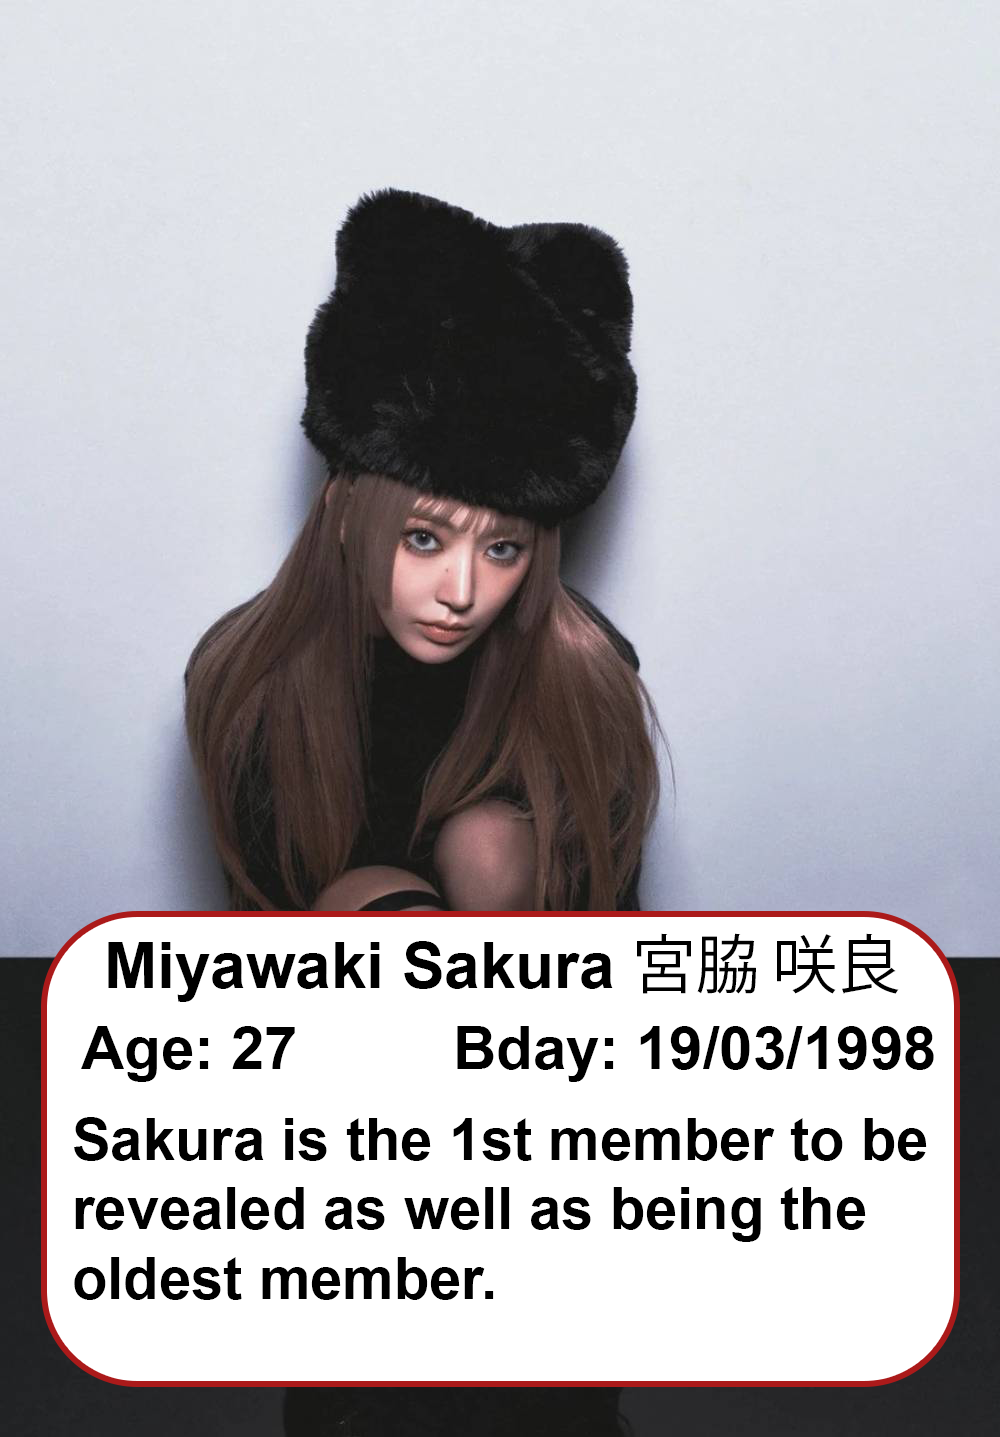 Miyawaki Sakura 宮脇 咲良
Age: 27 Bday: 19/03/1998
Sakura is the 1st member to be
revealed as well as being the
oldest member.